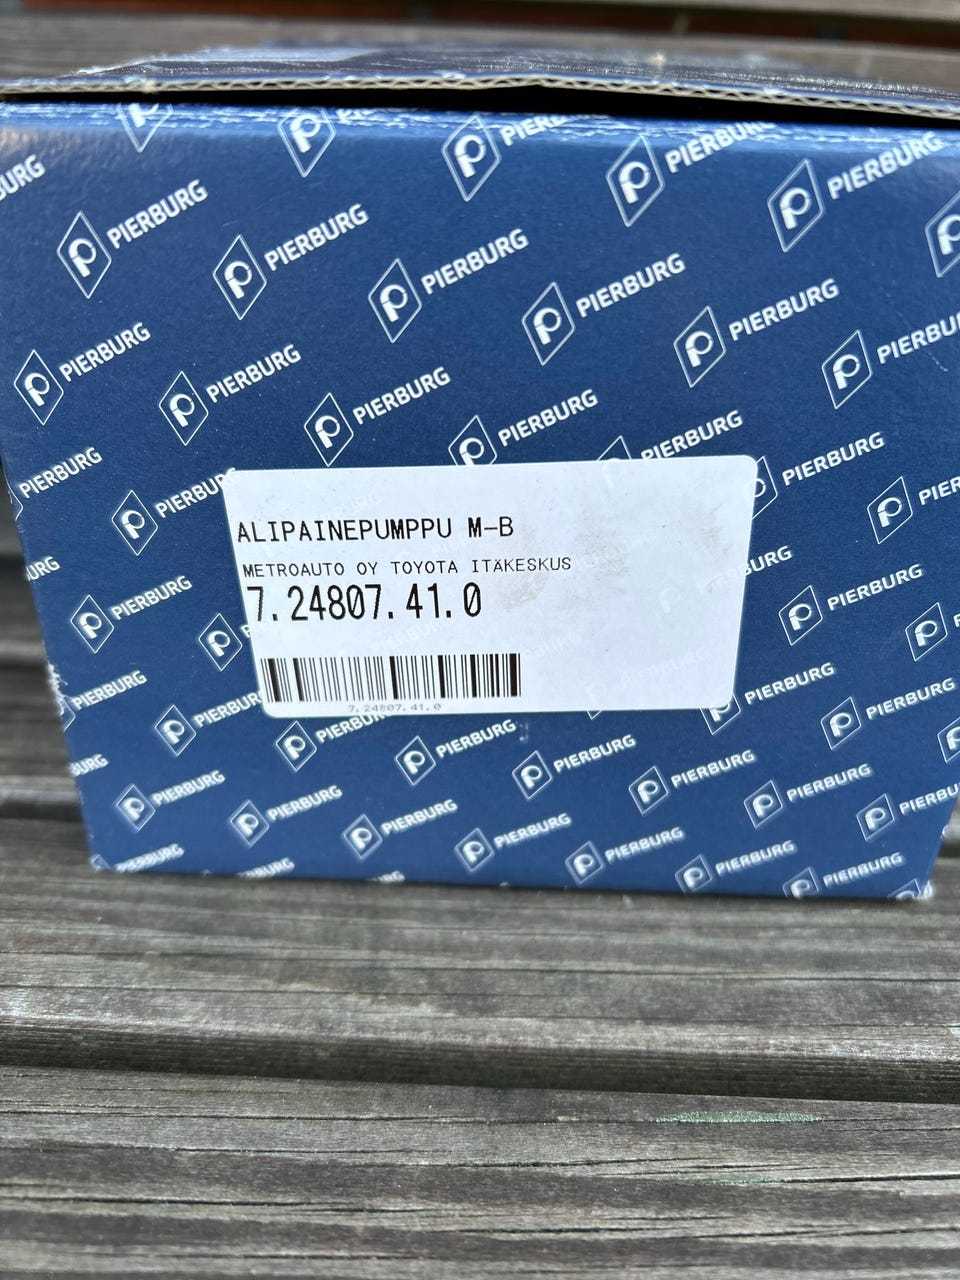 PIERBURG
ALIPAINEPUMPPU M-B
METROAUTO OY TOYOTA ITÄKESKUS
7.24807.41.0
7.24807.41.0